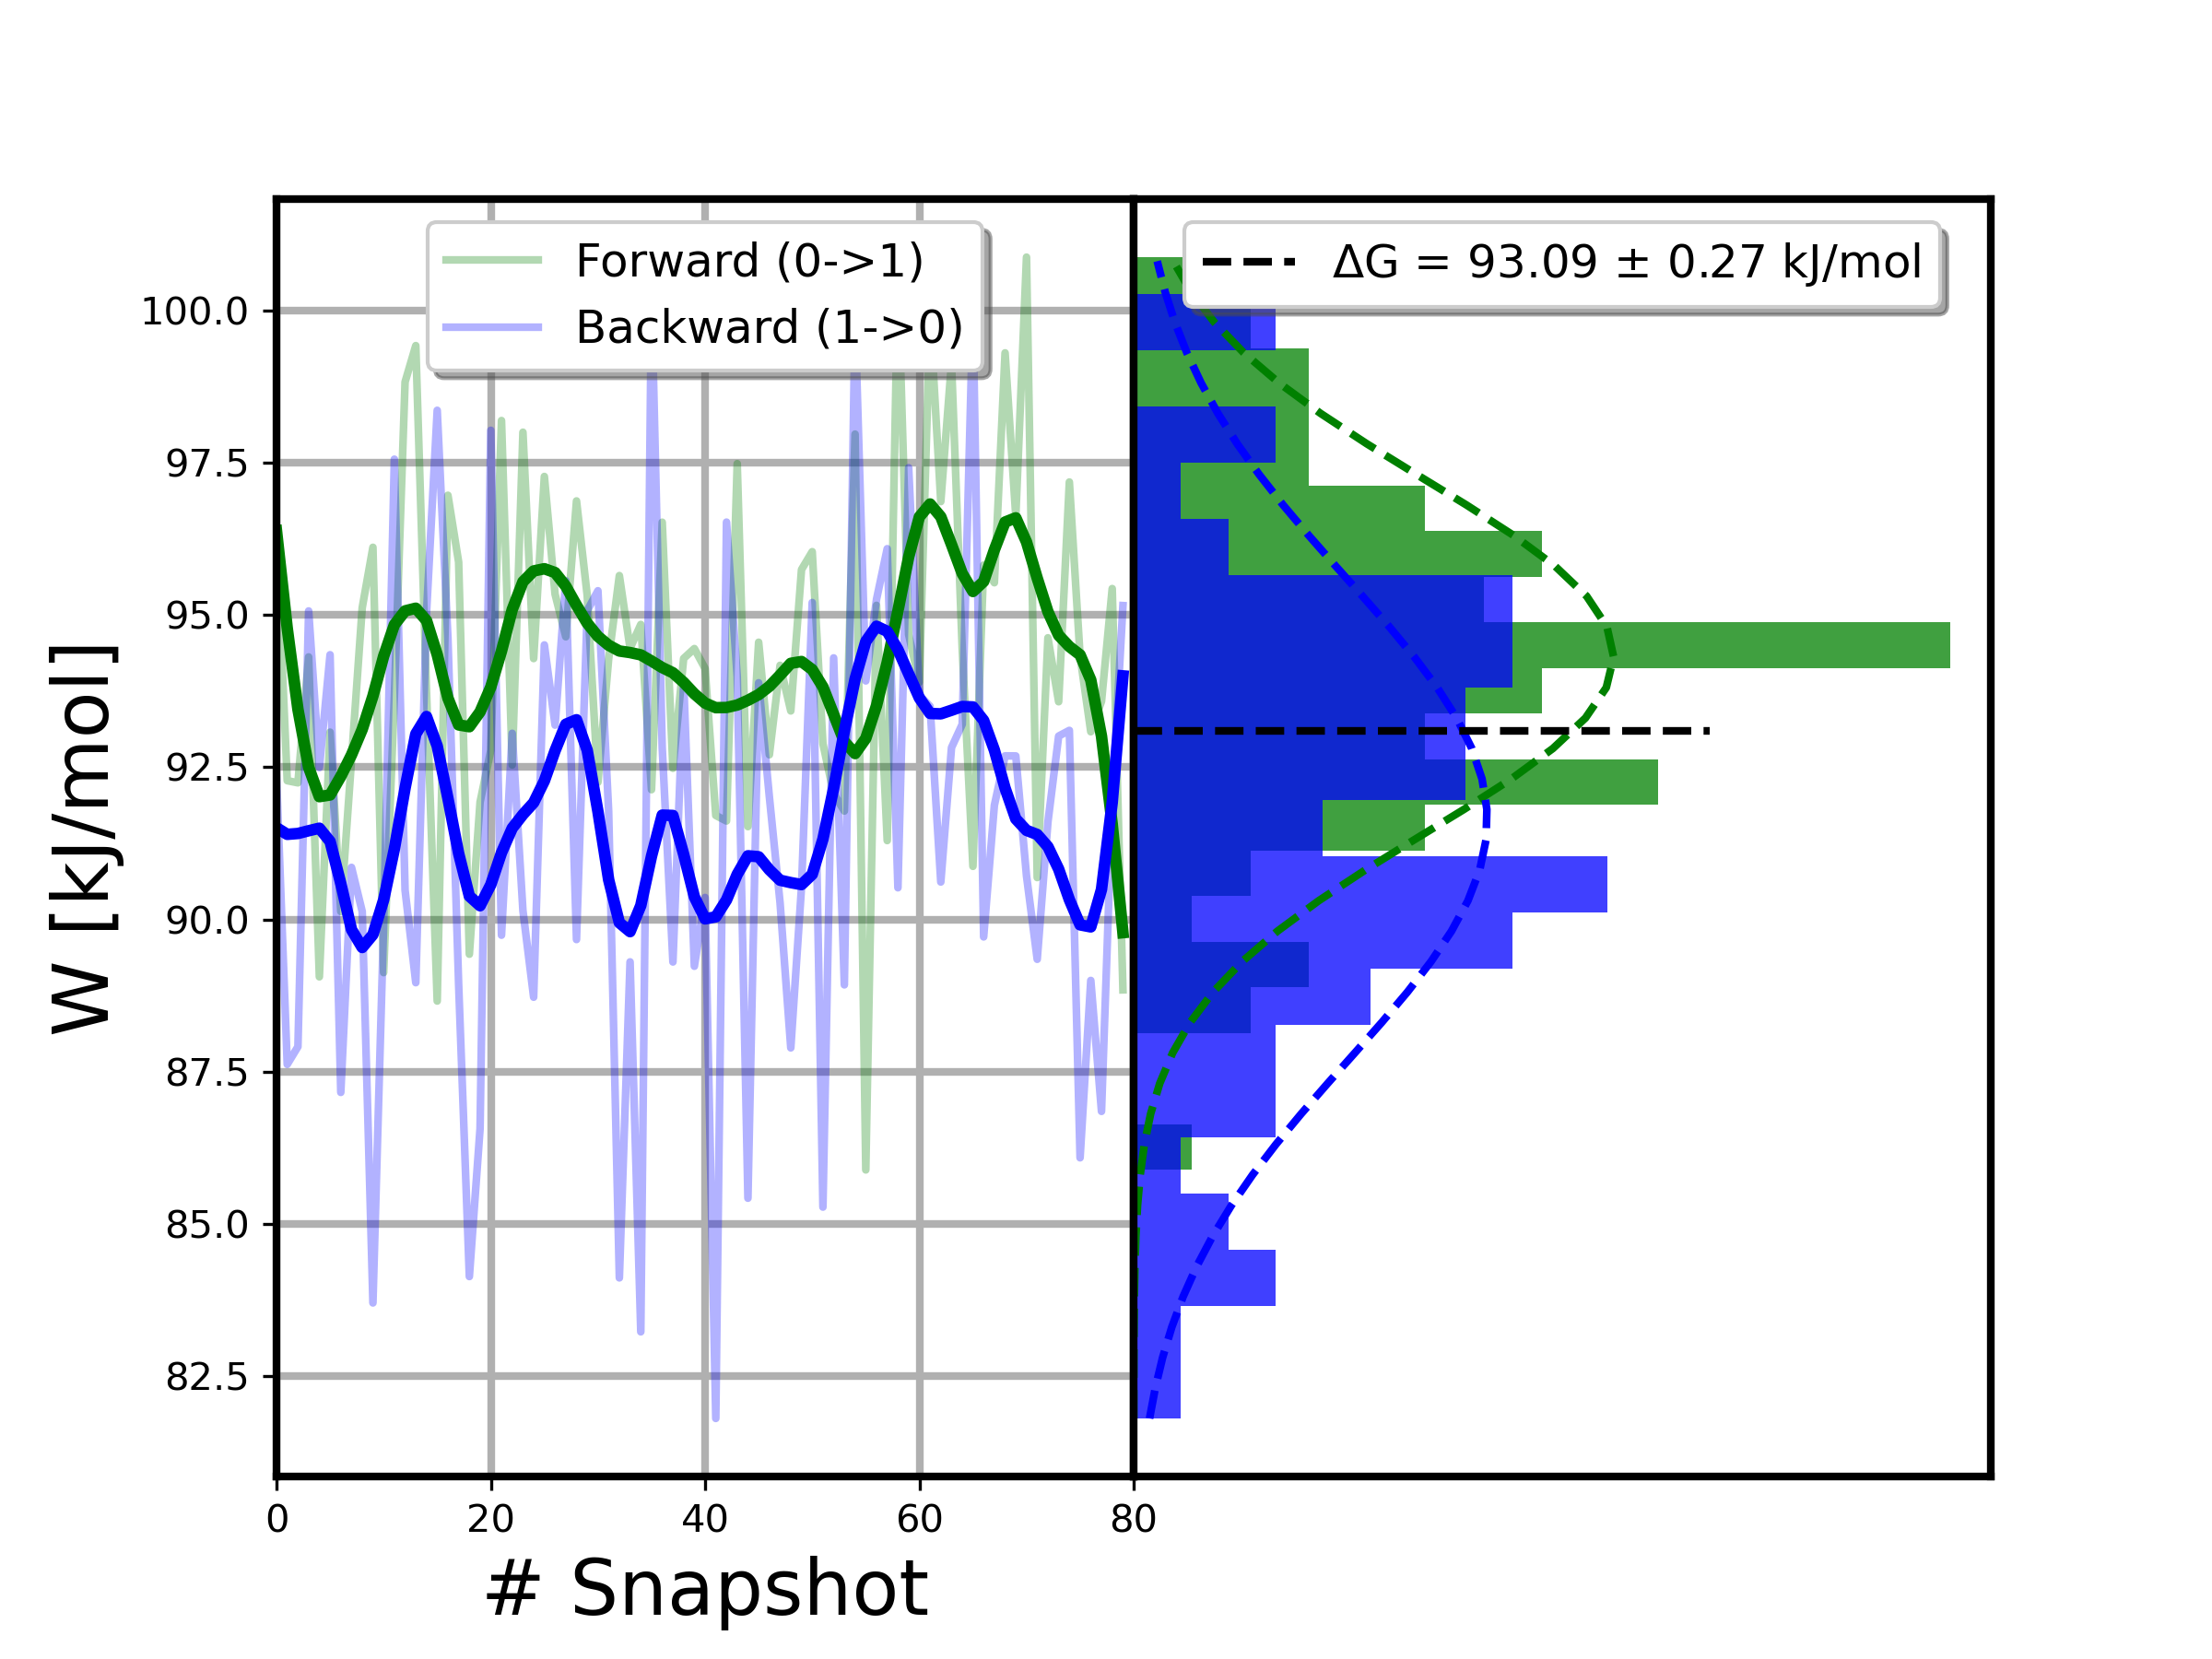 Forward (0->1)
Backward (1->0)
ΔG = 93.09 ± 0.27 kJ/mol
W [kJ/mol]
100.0
97.5
95.0
92.5
90.0
87.5
85.0
82.5
0 20 40 60 80
# Snapshot